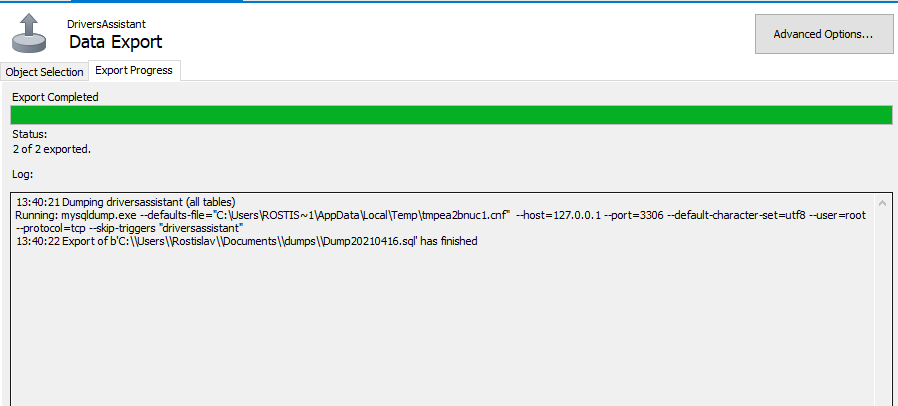 DriversAssistant
Data Export
Advanced Options...
Object Selection
Export Progress
Export Completed
Status:
2 of 2 exported.
Log:
13:40:21 Dumping driversassistant (all tables)
Running: mysqldump.exe --defaults-file="C:\Users\ROSTIS~1\AppData\Local\Temp\tmpea2bnuc1.cnf"  --host=127.0.0.1 --port=3306 --default-character-set=utf8 --user=root
--protocol=tcp --skip-triggers "driversassistant"
13:40:22 Export of b'C:\\Users\\Rostislav\\Documents\\dumps\\Dump20210416.sql' has finished